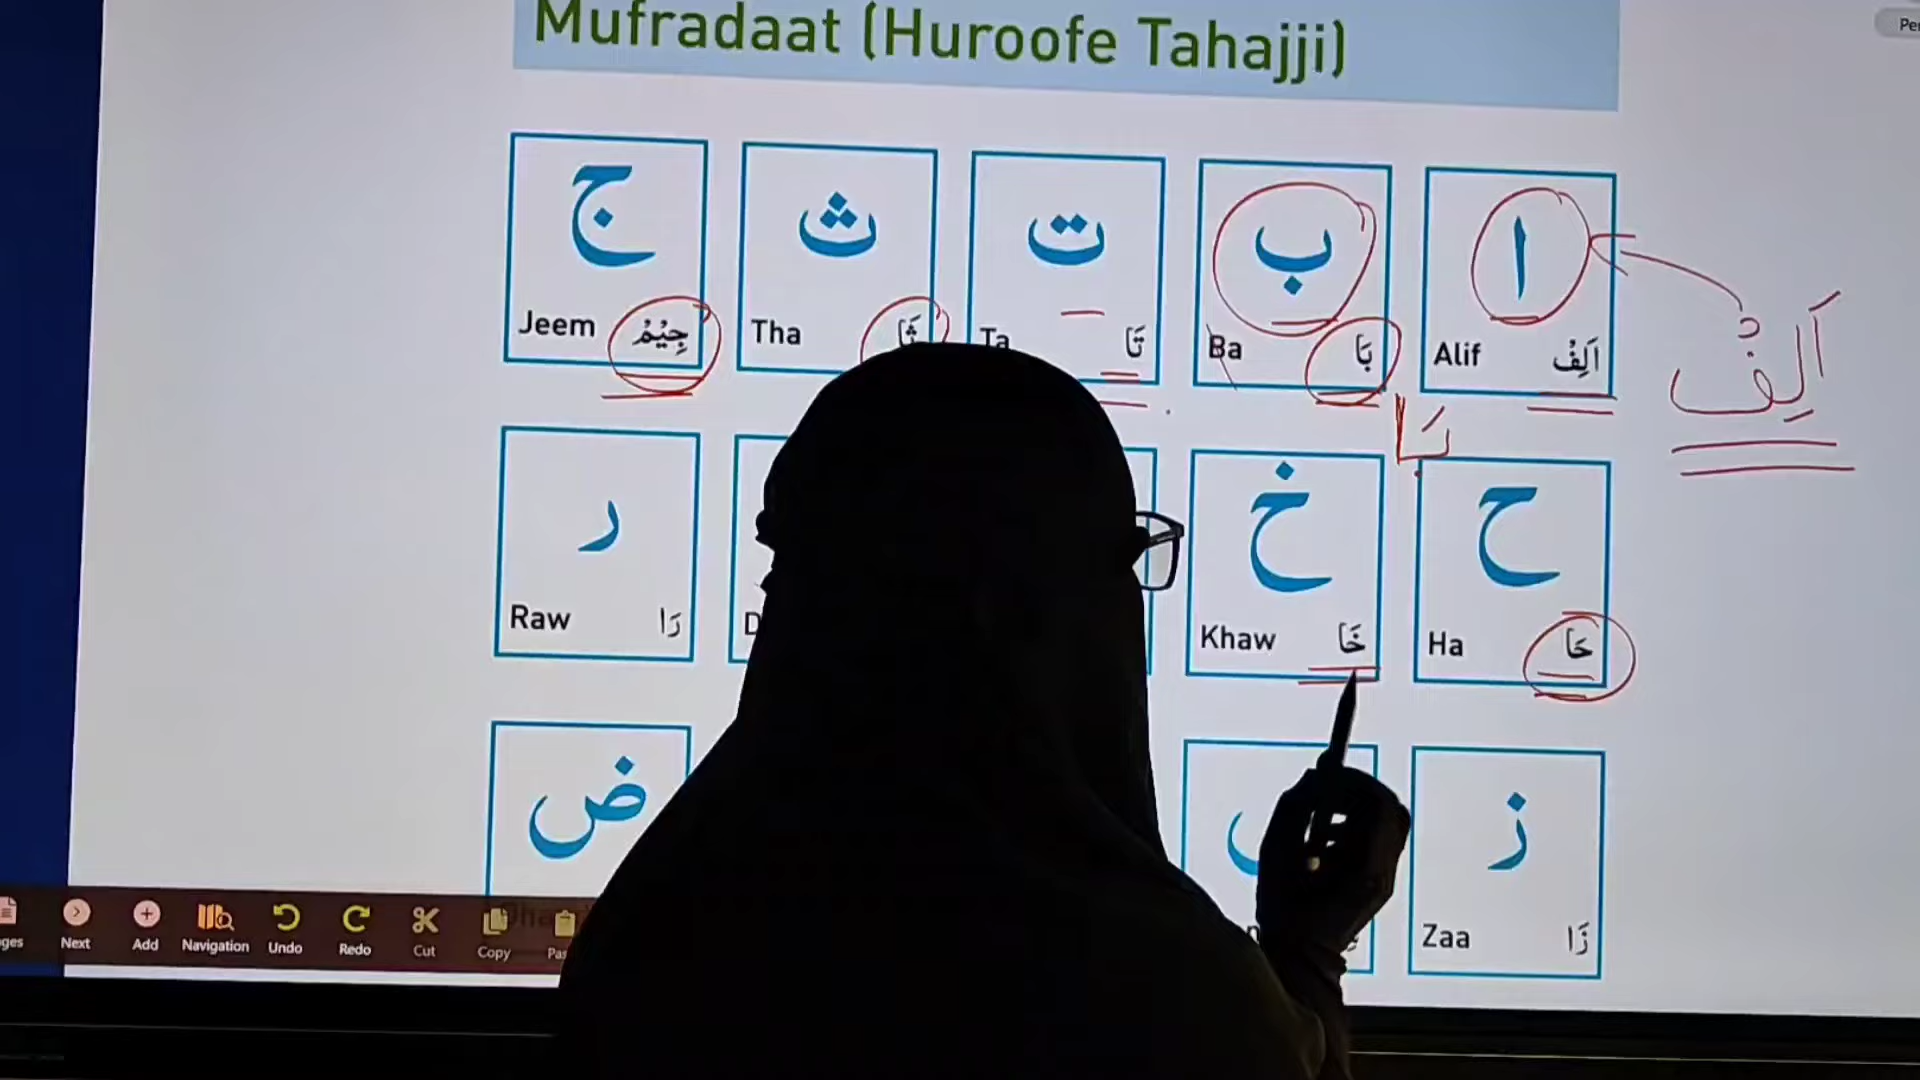 Mufradaat (Huroofe Tahajji)
ا ب ت ث ج
Alif اَلِفْ Ba بَا Ta تَا Tha ثَا Jeem جِيْمْ
اَلِفْ
بَا
ح خ ر
Ha حَا Khaw خَا Raw رَا
ز ض
Zaa زَا
Next Add Navigation Undo Redo Cut Copy